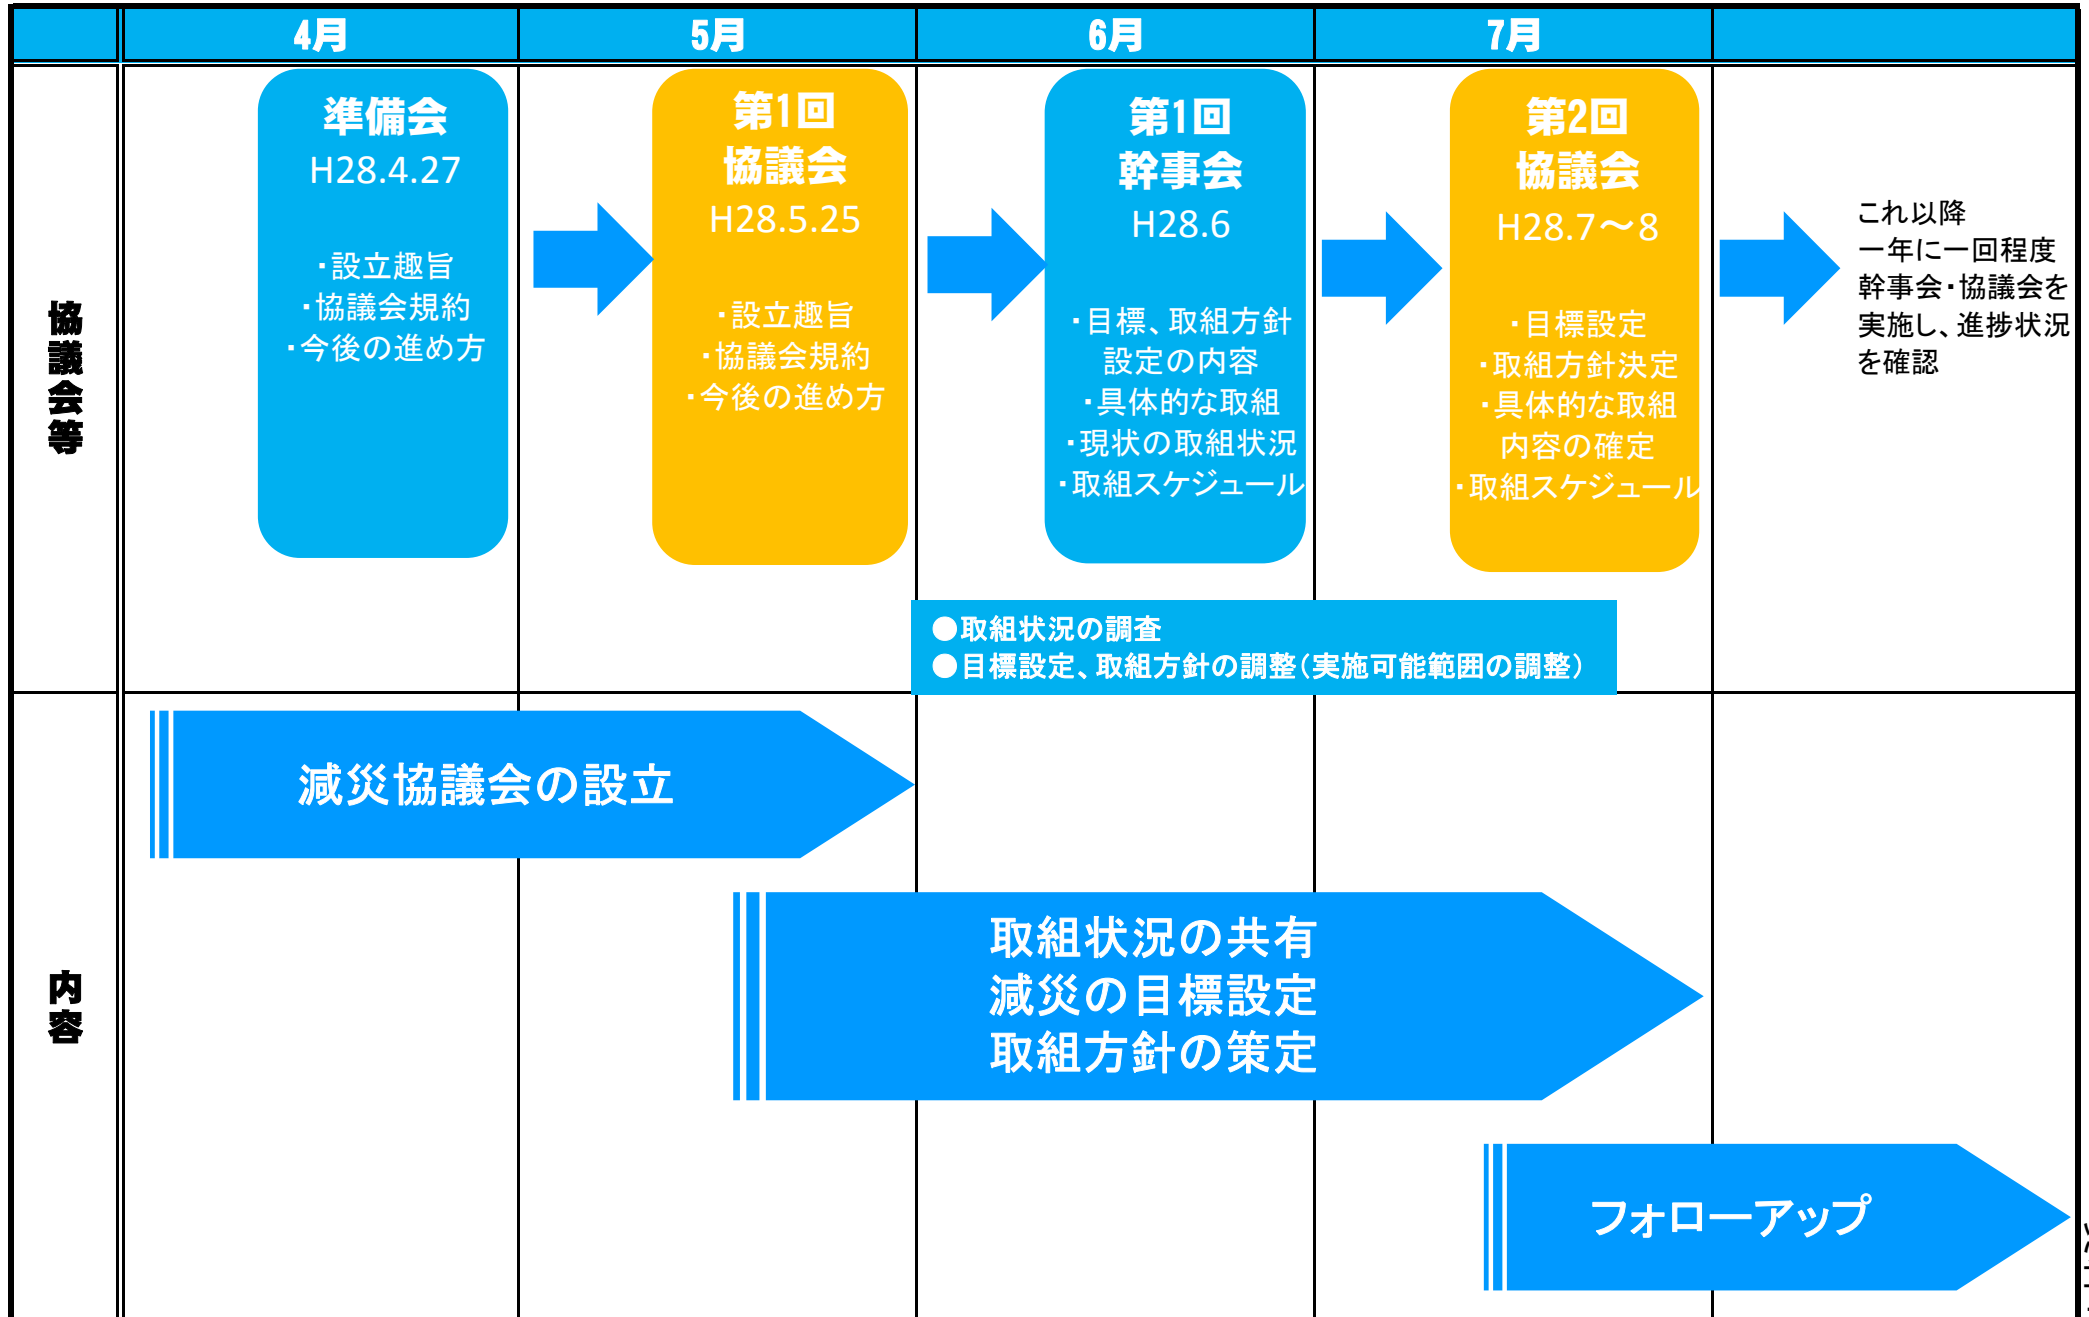 4月
5月
6月
7月
協議会等
準備会
H28.4.27
・設立趣旨
・協議会規約
・今後の進め方
第1回
協議会
H28.5.25
・設立趣旨
・協議会規約
・今後の進め方
第1回
幹事会
H28.6
・目標、取組方針
設定の内容
・具体的な取組
・現状の取組状況
・取組スケジュール
第2回
協議会
H28.7～8
・目標設定
・取組方針決定
・具体的な取組
内容の確定
・取組スケジュール
これ以降
一年に一回程度
幹事会・協議会を
実施し、進捗状況
を確認
●取組状況の調査
●目標設定、取組方針の調整（実施可能範囲の調整）
内容
減災協議会の設立
取組状況の共有
減災の目標設定
取組方針の策定
フォローアップ